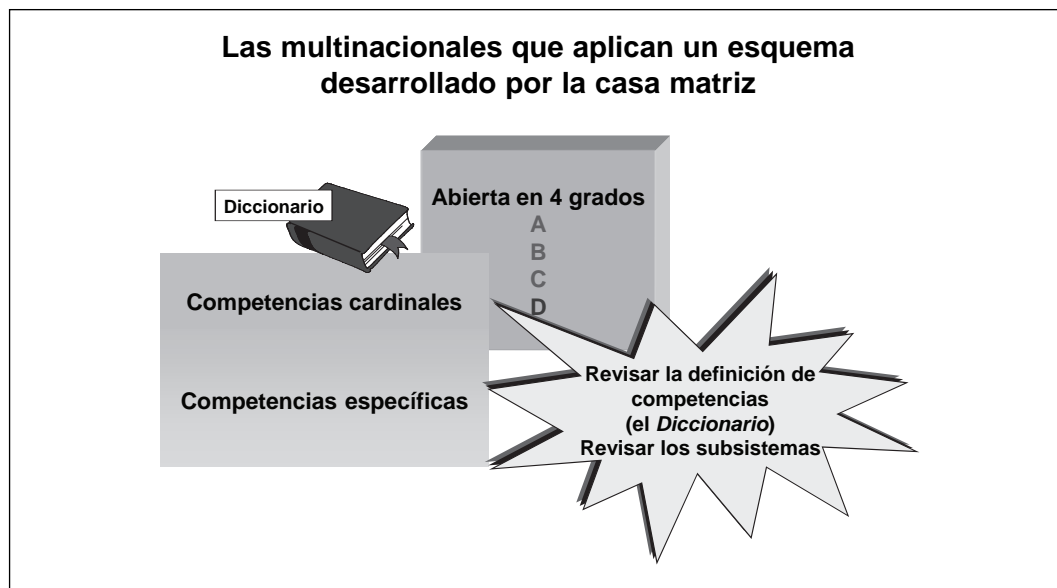 Las multinacionales que aplican un esquema
desarrollado por la casa matriz
Diccionario
Abierta en 4 grados
A
B
C
D
Competencias cardinales
Competencias específicas
Revisar la definición de
competencias
(el Diccionario)
Revisar los subsistemas